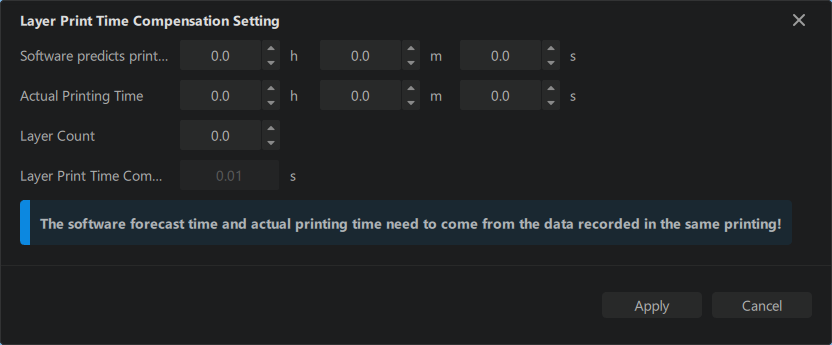 Layer Print Time Compensation Setting
Software predicts print... 0.0 h 0.0 m 0.0 s
Actual Printing Time 0.0 h 0.0 m 0.0 s
Layer Count 0.0
Layer Print Time Com... 0.01 s
The software forecast time and actual printing time need to come from the data recorded in the same printing!
Apply Cancel